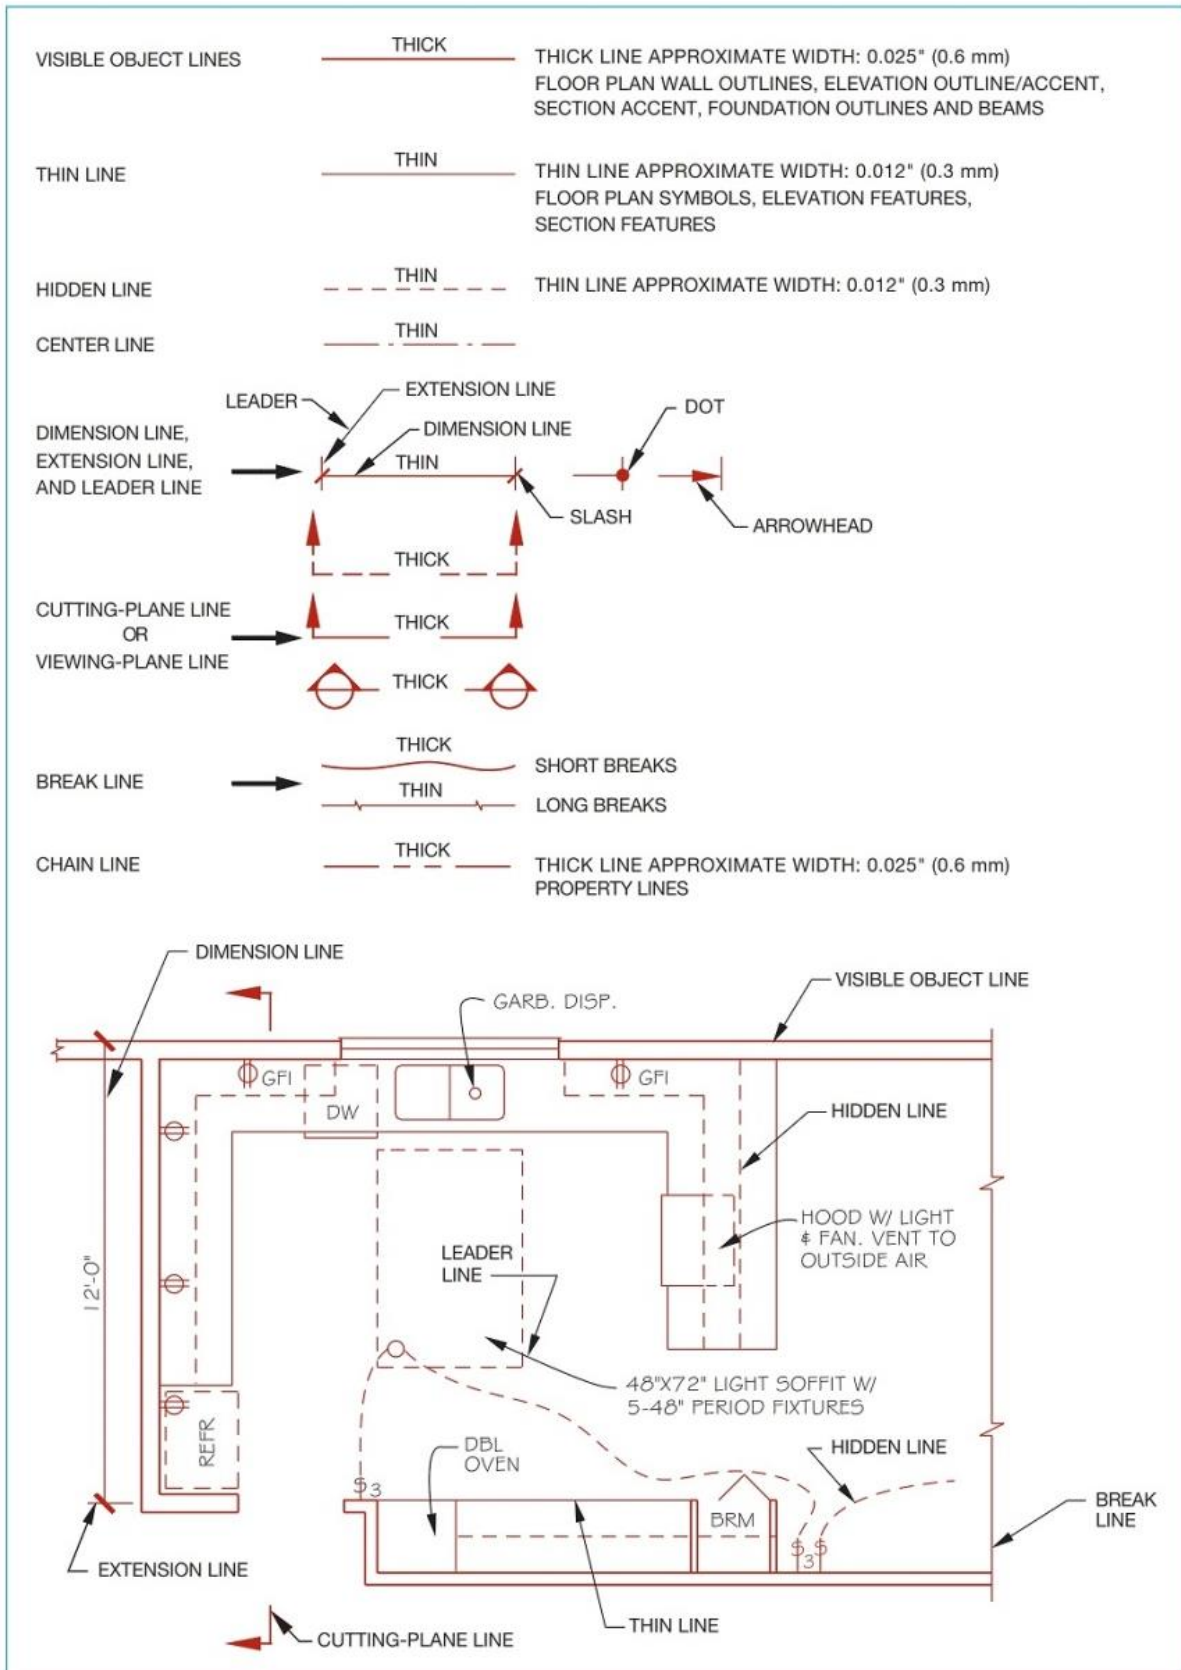 VISIBLE OBJECT LINES
THICK
THICK LINE APPROXIMATE WIDTH: 0.025" (0.6 mm)
FLOOR PLAN WALL OUTLINES, ELEVATION OUTLINE/ACCENT,
SECTION ACCENT, FOUNDATION OUTLINES AND BEAMS
THIN LINE
THIN
THIN LINE APPROXIMATE WIDTH: 0.012" (0.3 mm)
FLOOR PLAN SYMBOLS, ELEVATION FEATURES,
SECTION FEATURES
HIDDEN LINE
THIN
THIN LINE APPROXIMATE WIDTH: 0.012" (0.3 mm)
CENTER LINE
THIN
LEADER
EXTENSION LINE
DOT
DIMENSION LINE,
EXTENSION LINE,
AND LEADER LINE
DIMENSION LINE
THIN
SLASH
ARROWHEAD
THICK
CUTTING-PLANE LINE
OR
VIEWING-PLANE LINE
THICK
THICK
BREAK LINE
THICK
SHORT BREAKS
THIN
LONG BREAKS
CHAIN LINE
THICK
THICK LINE APPROXIMATE WIDTH: 0.025" (0.6 mm)
PROPERTY LINES
DIMENSION LINE
VISIBLE OBJECT LINE
GARB. DISP.
GFI
GFI
DW
HIDDEN LINE
HOOD W/ LIGHT
& FAN. VENT TO
OUTSIDE AIR
LEADER
LINE
12'-0"
48"X72" LIGHT SOFFIT W/
5-48" PERIOD FIXTURES
REFR
DBL
OVEN
HIDDEN LINE
$3
BRM
$3$
BREAK
LINE
EXTENSION LINE
THIN LINE
CUTTING-PLANE LINE